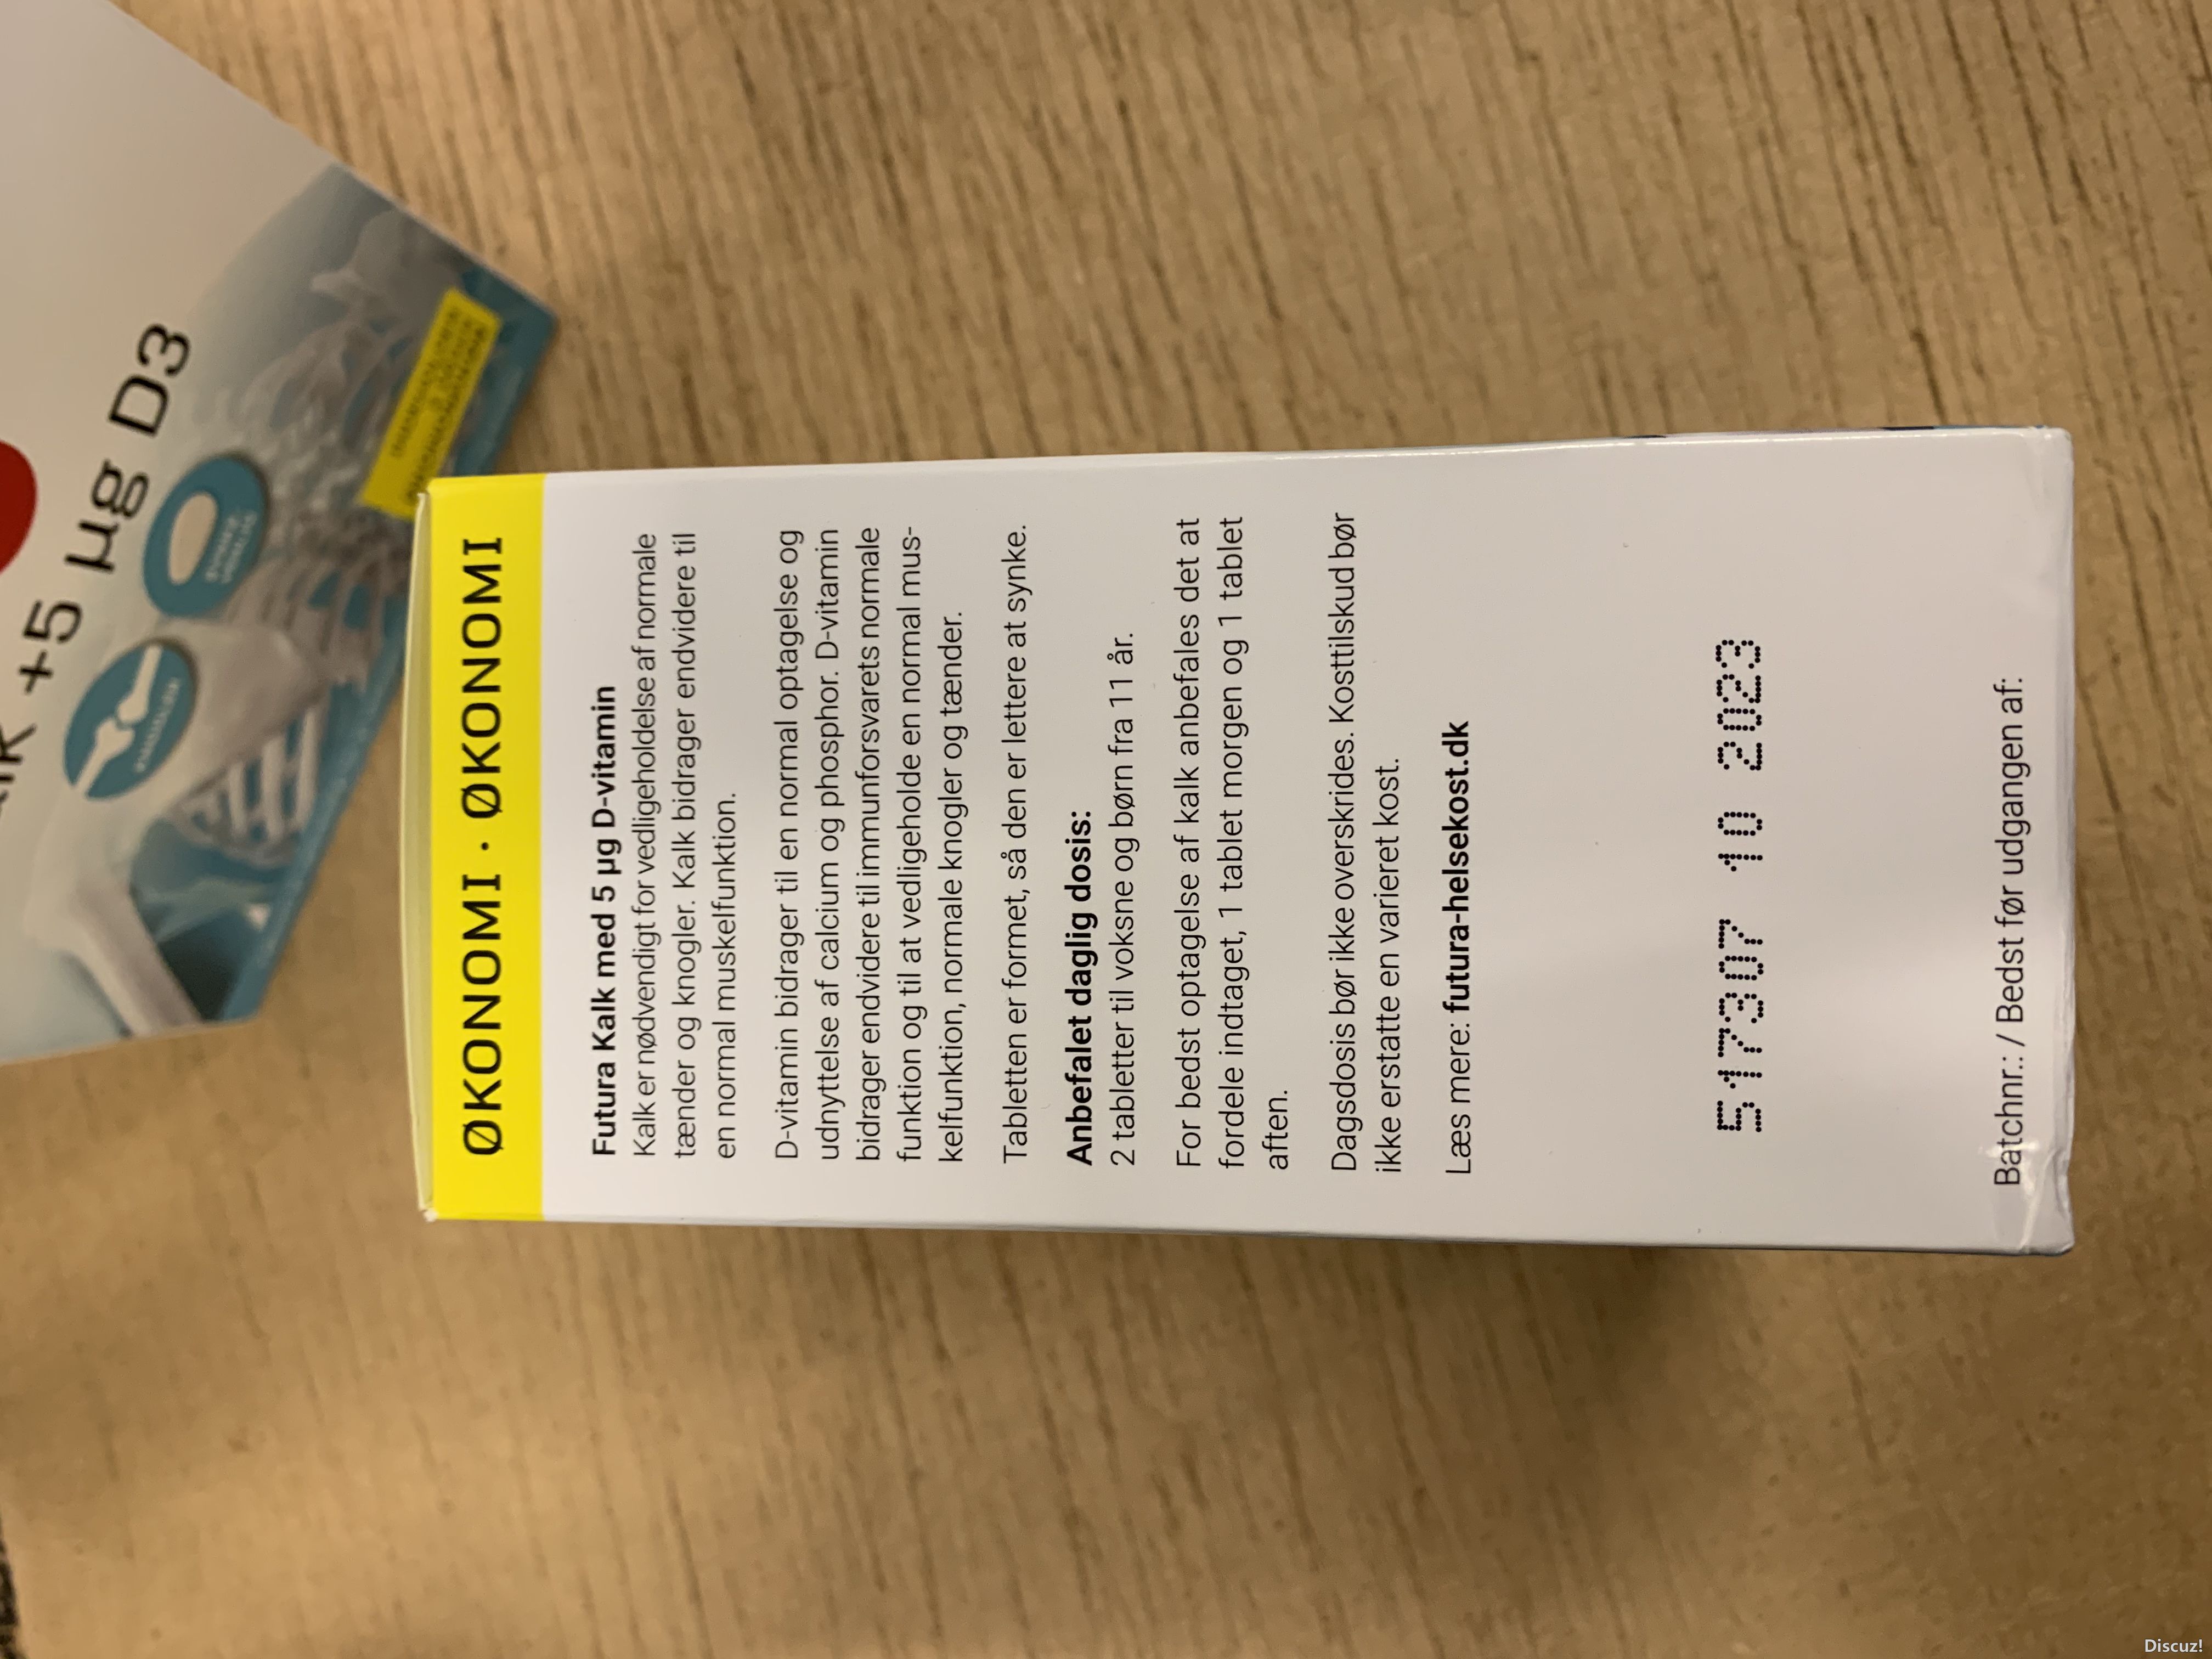 +5 µg D3
ØKONOMI · ØKONOMI
Futura Kalk med 5 µg D-vitamin
Kalk er nødvendigt for vedligeholdelse af normale
tænder og knogler. Kalk bidrager endvidere til
en normal muskelfunktion.
D-vitamin bidrager til en normal optagelse og
udnyttelse af calcium og phosphor. D-vitamin
bidrager endvidere til immunforsvarets normale
funktion og til at vedligeholde en normal mus-
kelfunktion, normale knogler og tænder.
Tabletten er formet, så den er lettere at synke.
Anbefalet daglig dosis:
2 tabletter til voksne og børn fra 11 år.
For bedst optagelse af kalk anbefales det at
fordele indtaget, 1 tablet morgen og 1 tablet
aften.
Dagsdosis bør ikke overskrides. Kosttilskud bør
ikke erstatte en varieret kost.
Læs mere: futura-helsekost.dk
517307 10 2023
Batchnr.: / Bedst før udgangen af:
Discuz!